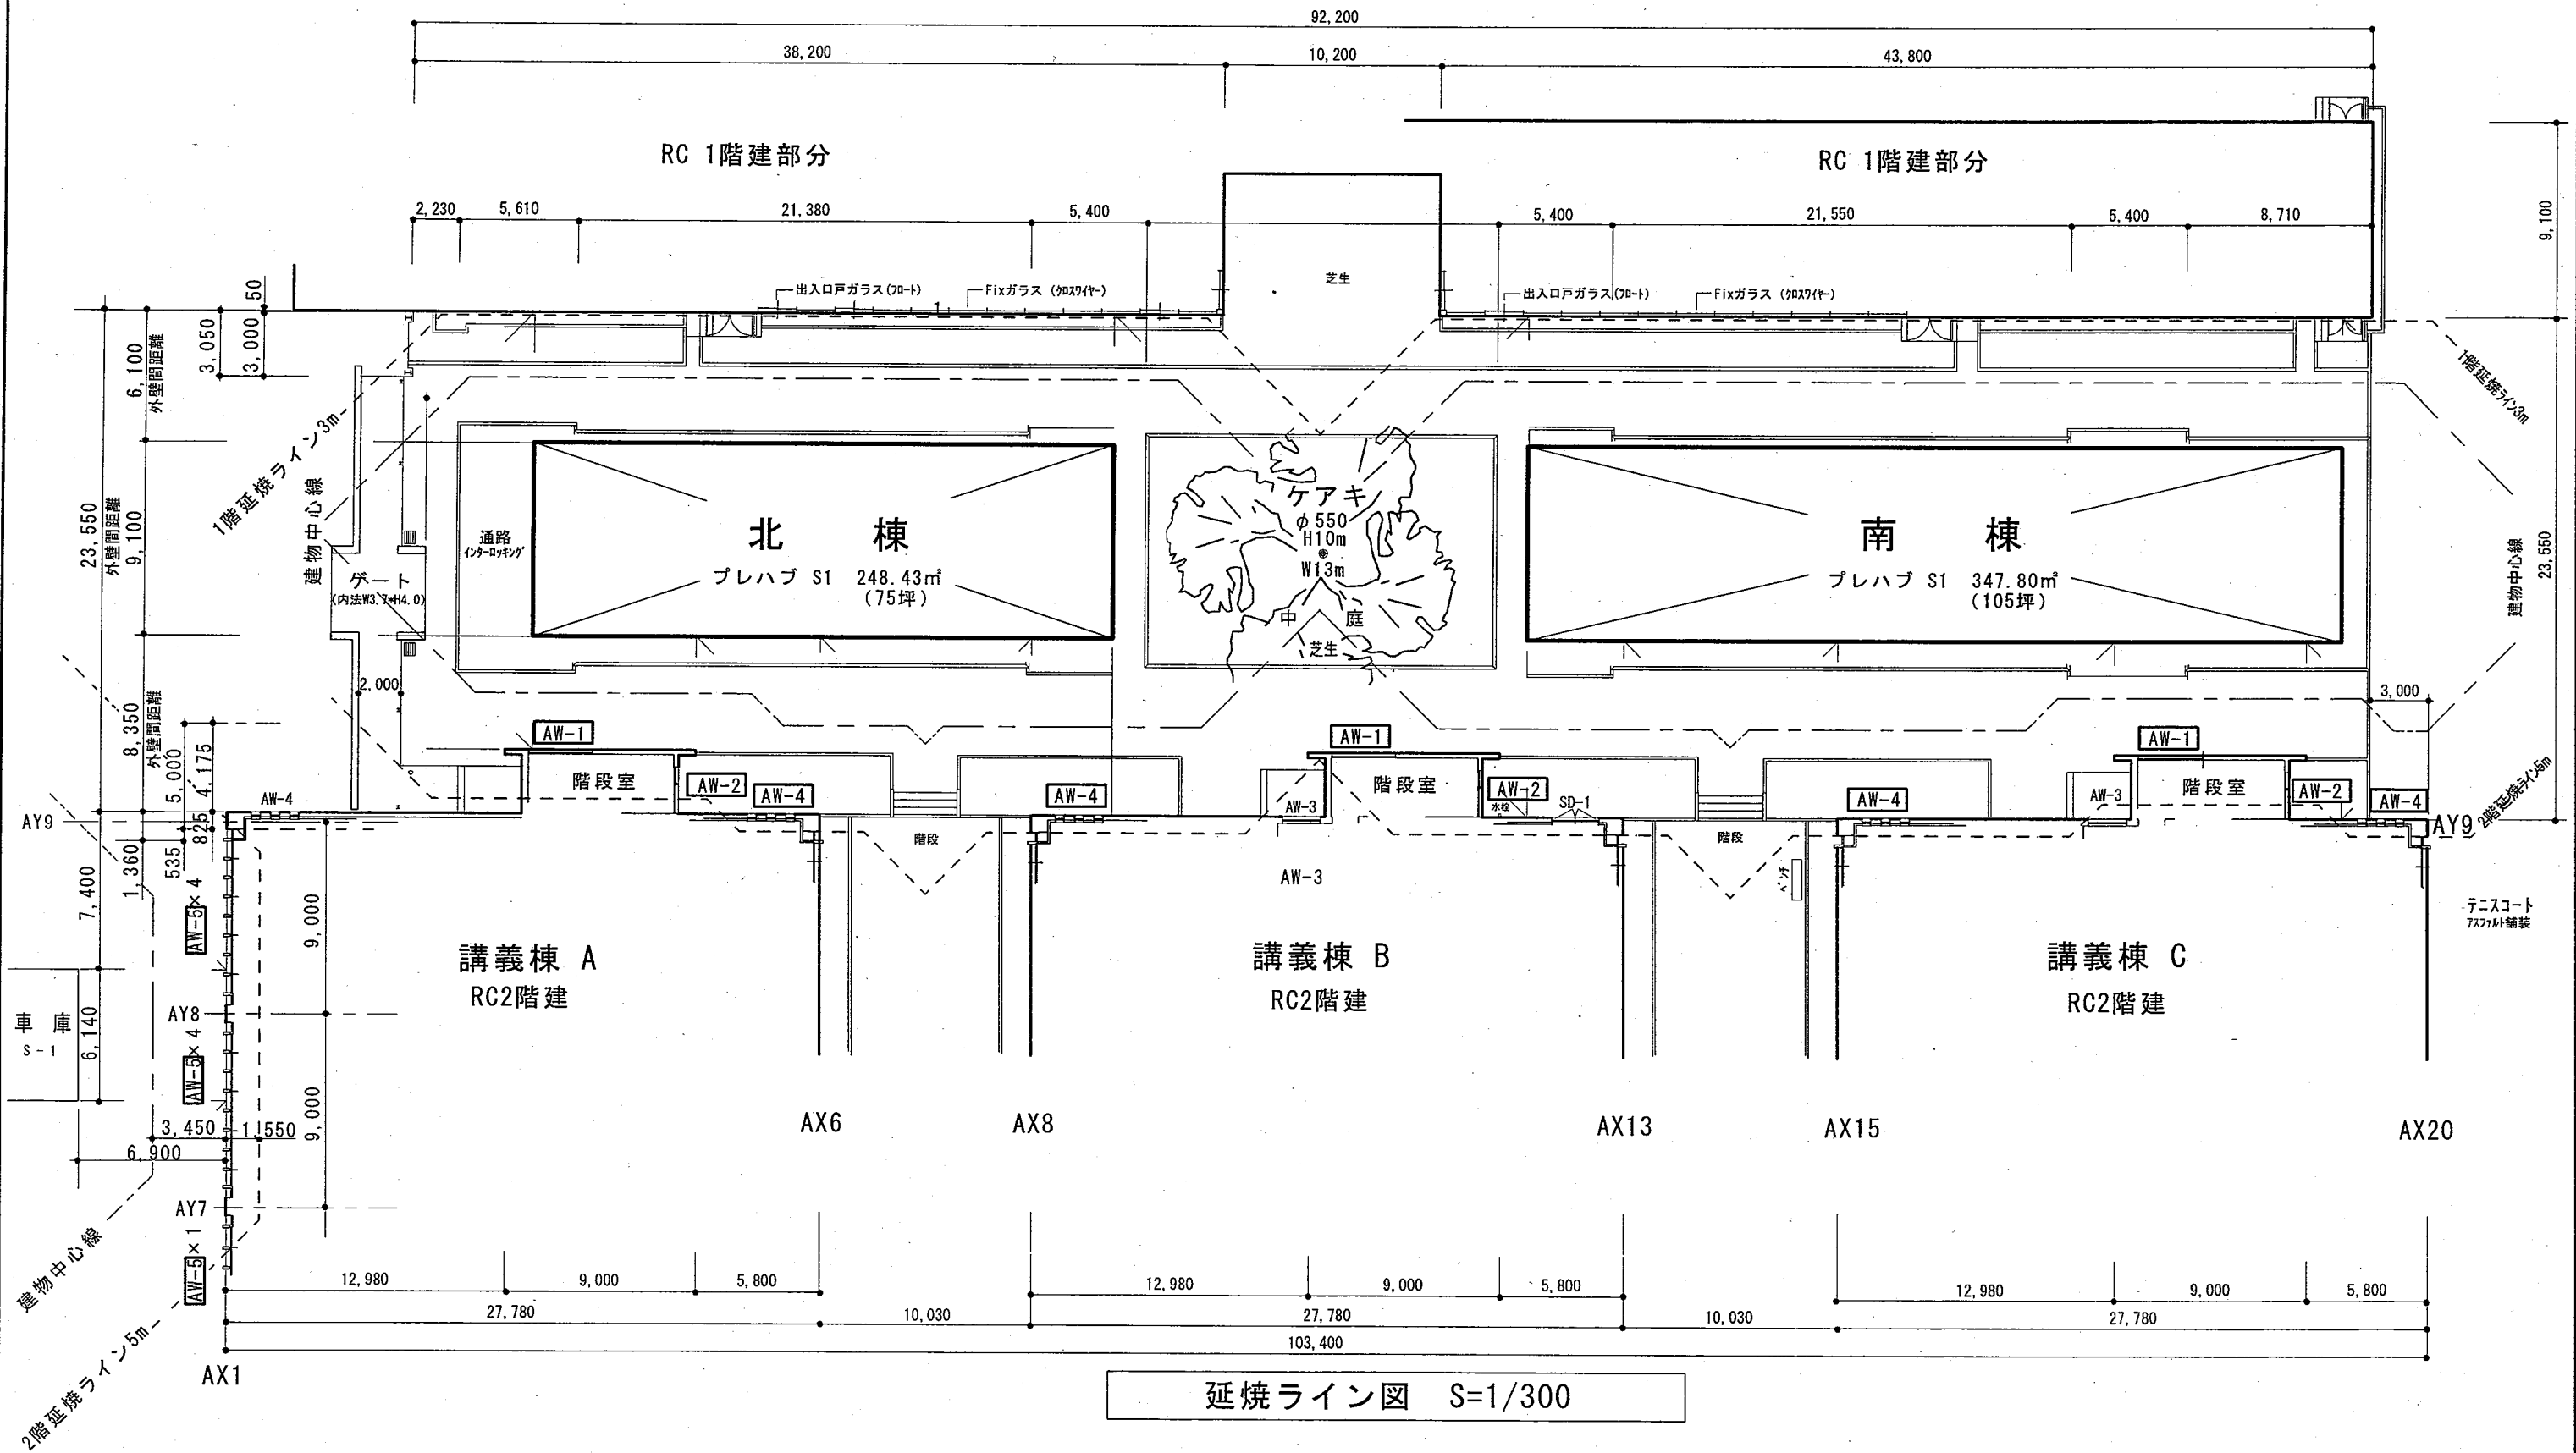 92,200
38,200
10,200
43,800
RC 1階建部分
RC 1階建部分
9,100
2,230
5,610
21,380
5,400
5,400
21,550
5,400
8,710
芝生
出入口戸ガラス(フロート)
Fixガラス (クロスワイヤー)
出入口戸ガラス(フロート)
Fixガラス (クロスワイヤー)
50
3,050
3,000
6,100
外壁間距離
1階延焼ライン3m
1階延焼ライン3m
建物中心線
23,550
外壁間距離
9,100
通路
インターロッキング
北 棟
プレハブ S1 248.43㎡
(75坪)
ケアキ
φ550
H10m
W13m
中 庭
芝生
南 棟
プレハブ S1 347.80㎡
(105坪)
建物中心線
23,550
ゲート
(内法W3.7*H4.0)
2,000
3,000
8,350
外壁間距離
5,000
4,175
AW-1
AW-1
AW-1
階段室
AW-2
AW-4
AW-4
階段室
AW-2
水栓
SD-1
AW-3
AW-4
AW-3
階段室
AW-2
AW-4
2階延焼ライン5m
AW-4
AY9
AY9
825
535
1,360
7,400
階段
階段
ベンチ
AW-3
テニスコート
アスファルト舗装
AW-5×4
9,000
講義棟 A
RC2階建
講義棟 B
RC2階建
講義棟 C
RC2階建
車 庫
S-1
6,140
AY8
AW-5×4
9,000
3,450
1,550
6,900
AX6
AX8
AX13
AX15
AX20
AY7
AW-5×1
建物中心線
2階延焼ライン5m
12,980
9,000
5,800
12,980
9,000
5,800
12,980
9,000
5,800
27,780
10,030
27,780
10,030
27,780
103,400
AX1
延焼ライン図 S=1/300